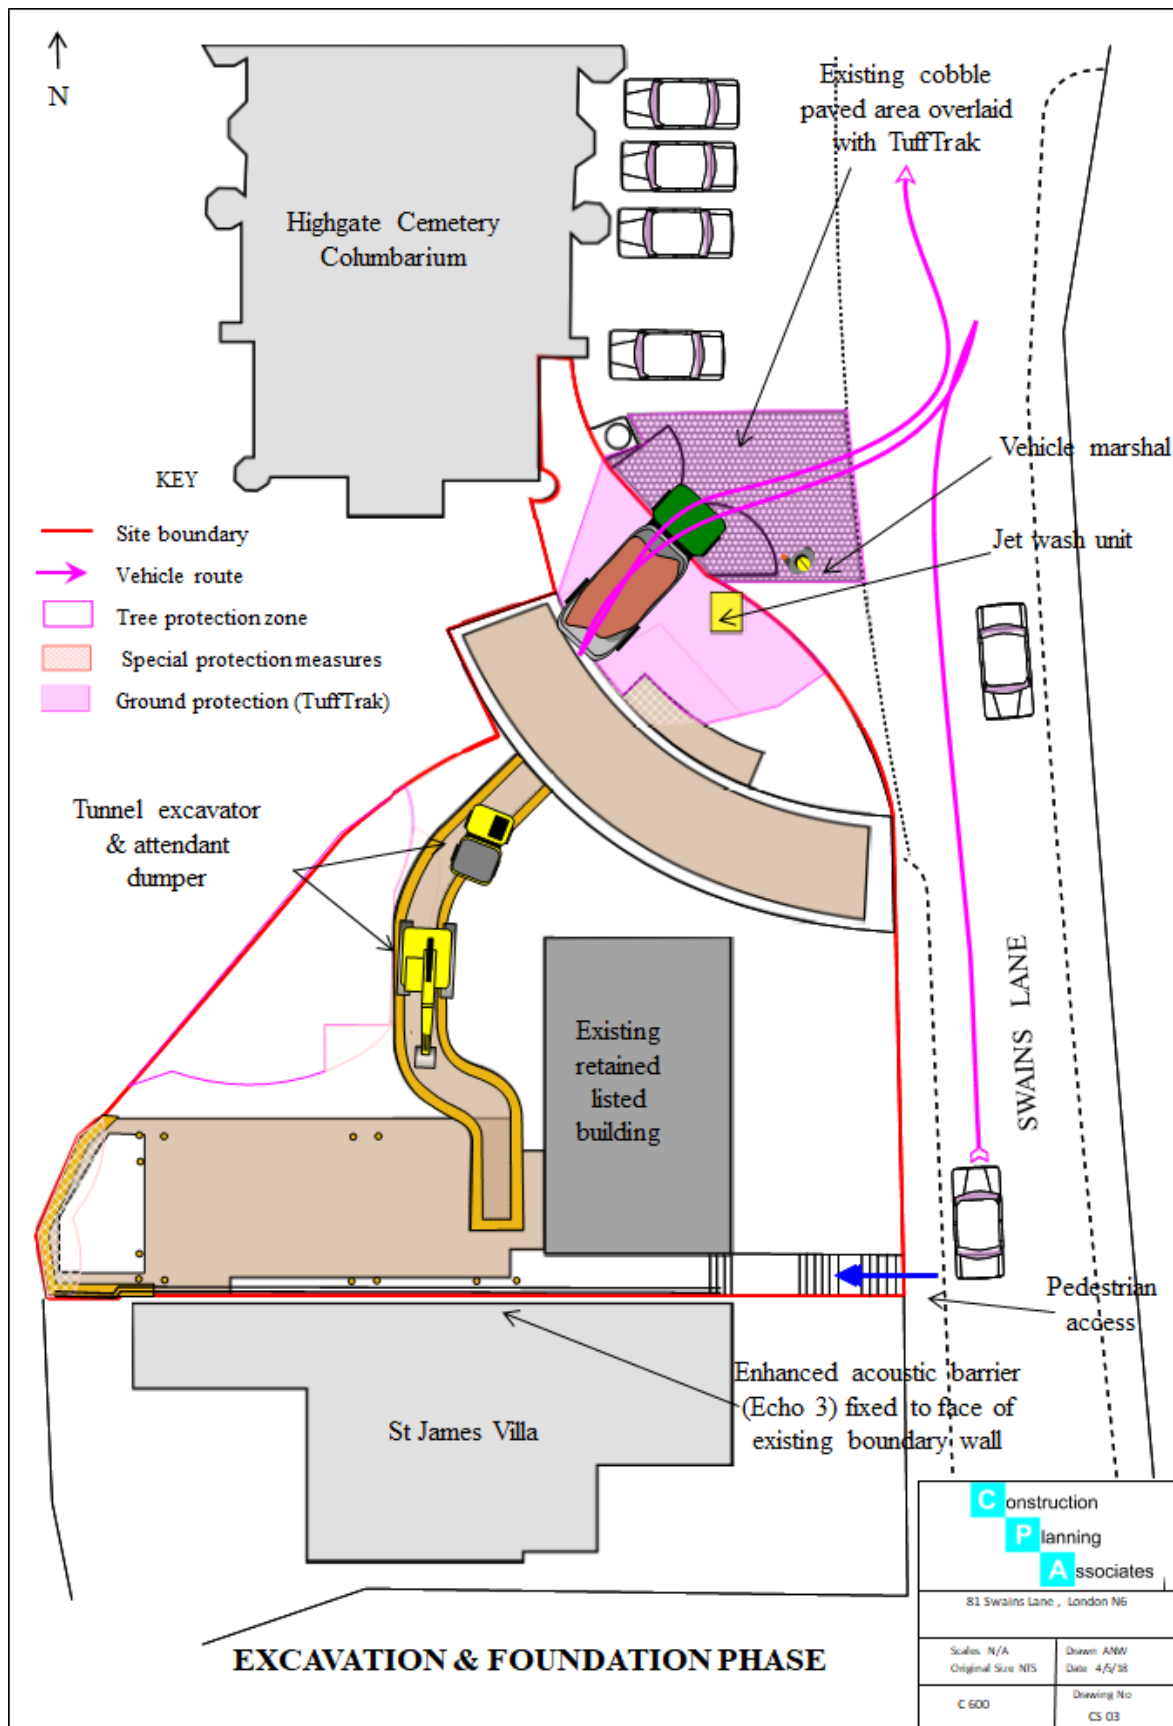 N
Existing cobble
paved area overlaid
with TuffTrak
Highgate Cemetery
Columbarium
Vehicle marshal
KEY
Site boundary
Vehicle route
Tree protection zone
Special protection measures
Ground protection (TuffTrak)
Jet wash unit
Tunnel excavator
& attendant
dumper
SWAINS LANE
Existing
retained
listed
building
Pedestrian
access
Enhanced acoustic barrier
(Echo 3) fixed to face of
existing boundary wall
St James Villa
EXCAVATION & FOUNDATION PHASE
Construction
Planning
Associates
81 Swains Lane , London N6
Scales N/A
Original Size NTS
Drawn ANW
Date 4/5/18
C 600
Drawing No
CS 03